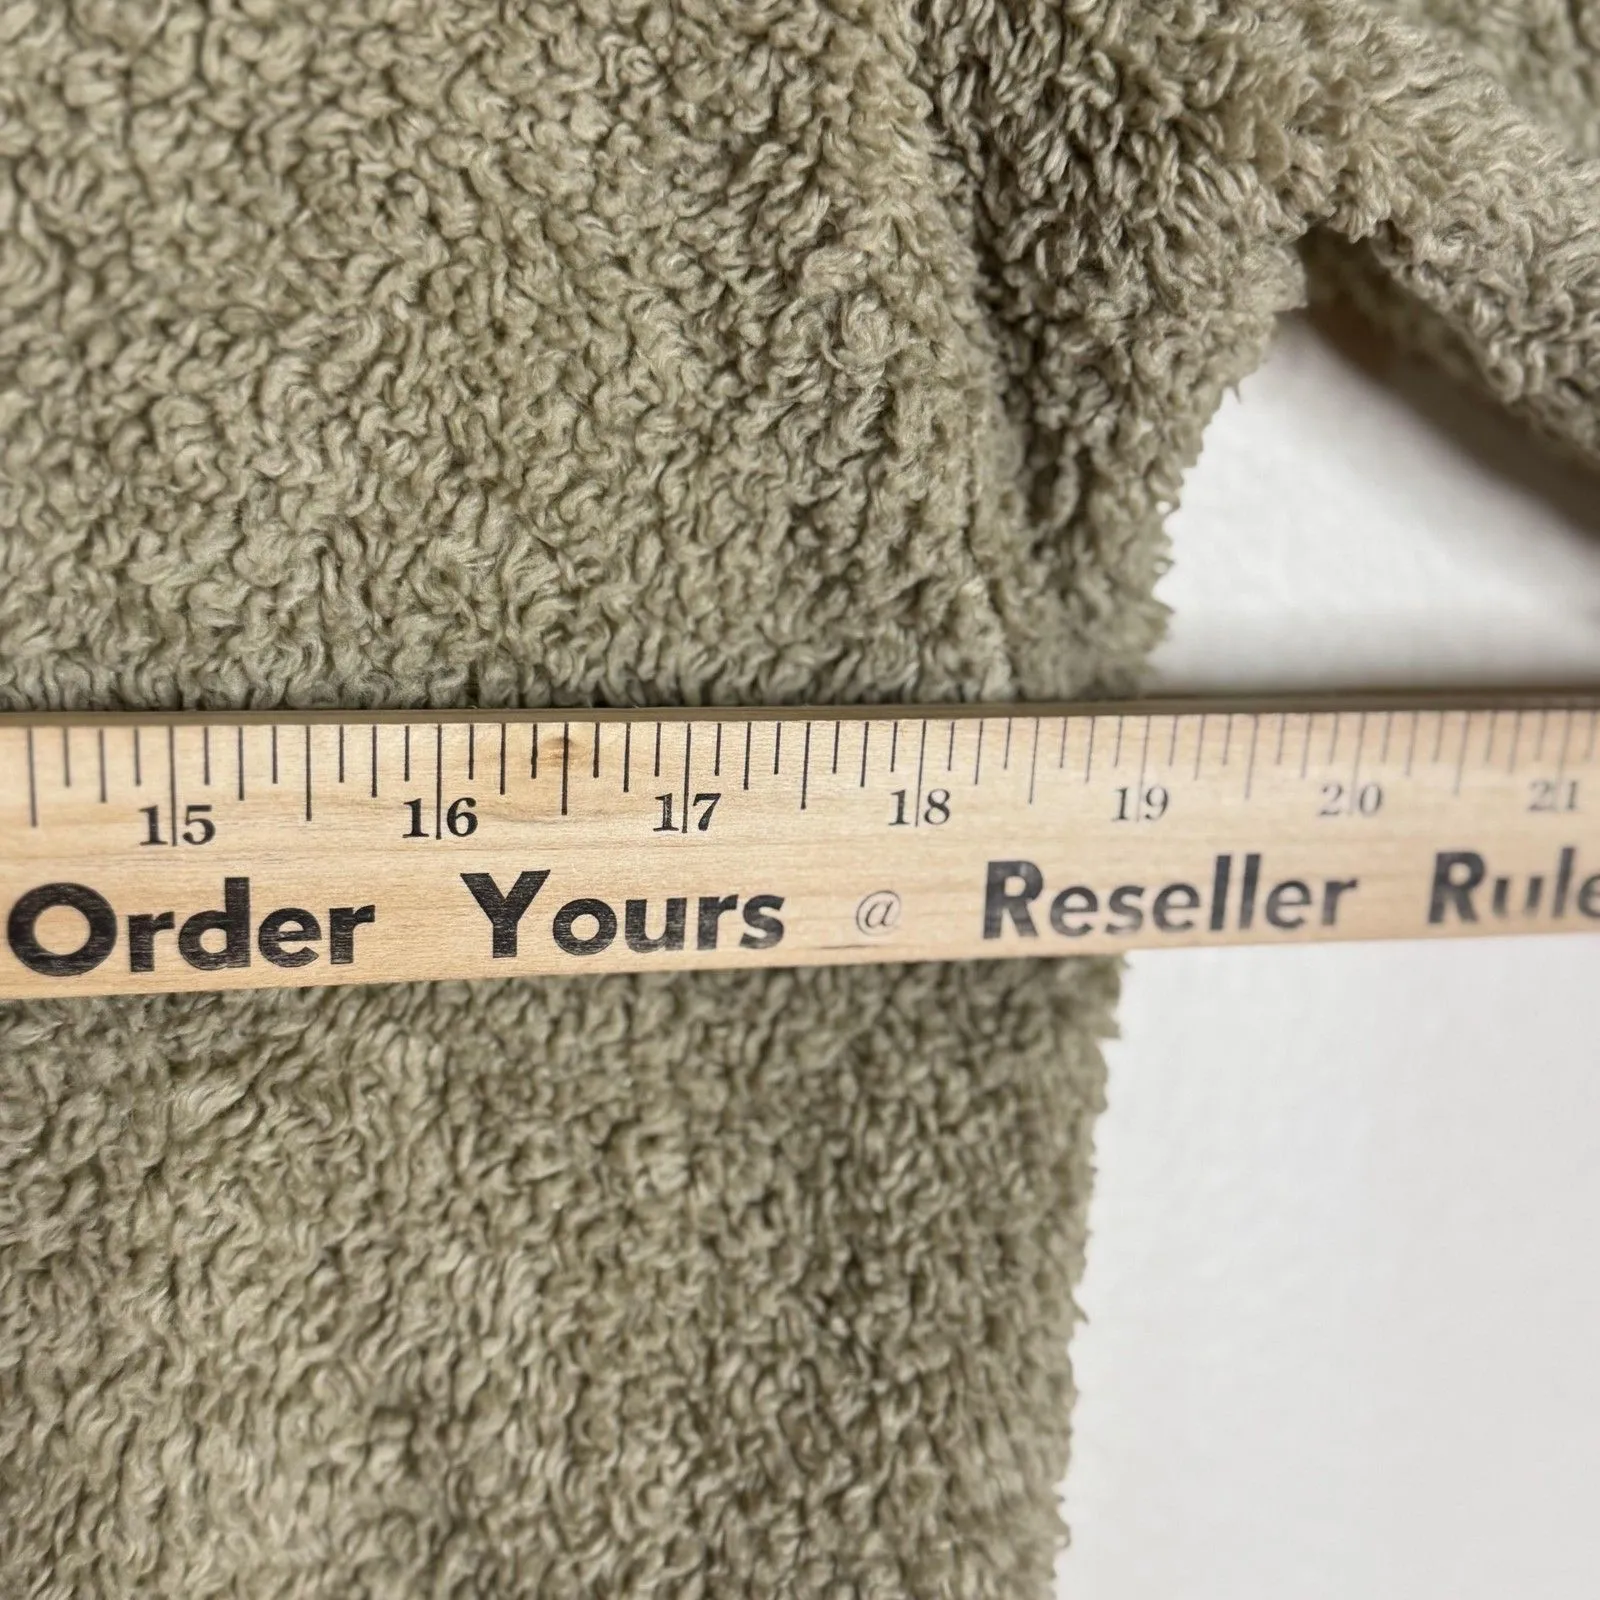 15 16 17 18 19 20 21
Order Yours @ Reseller Rule